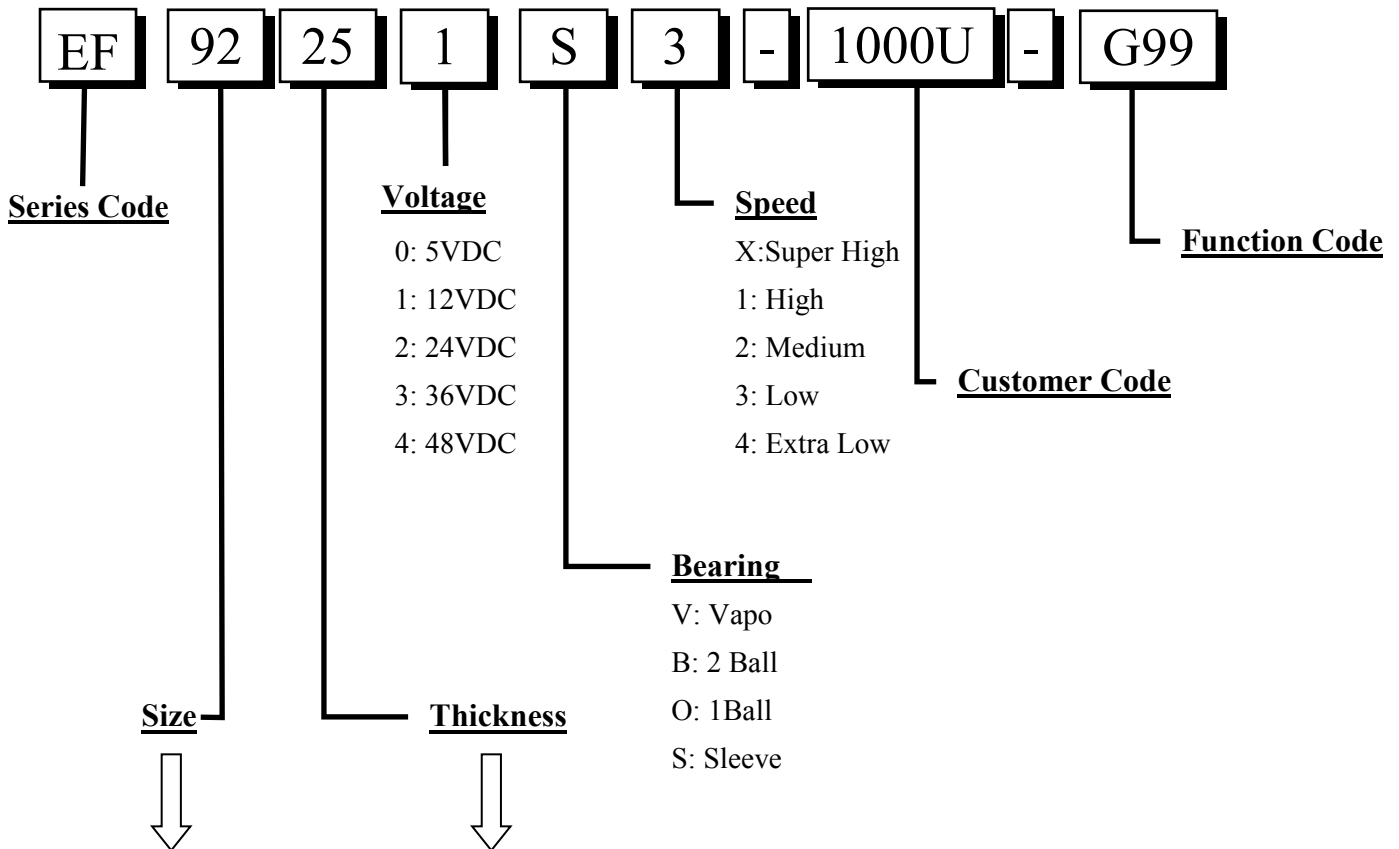 EF 92 25 1 S 3 - 1000U - G99
Series Code
Voltage
0: 5VDC
1: 12VDC
2: 24VDC
3: 36VDC
4: 48VDC
Speed
X:Super High
1: High
2: Medium
3: Low
4: Extra Low
Function Code
Customer Code
Bearing
V: Vapo
B: 2 Ball
O: 1Ball
S: Sleeve
Size
Thickness